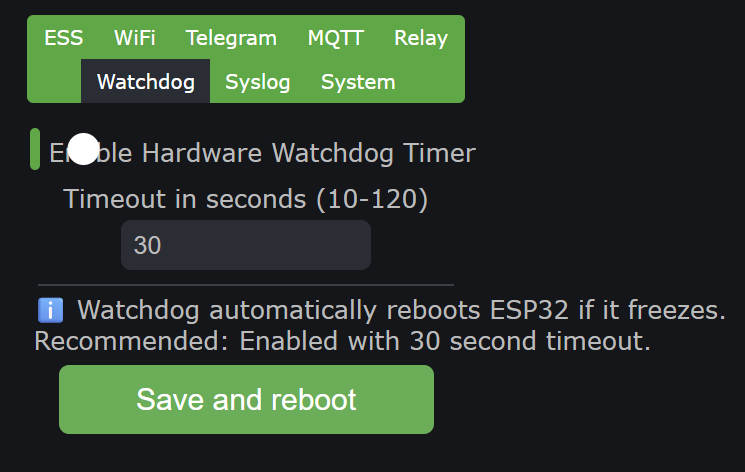 ESS WiFi Telegram MQTT Relay
Watchdog Syslog System
Enable Hardware Watchdog Timer
Timeout in seconds (10-120)
30
ℹ️ Watchdog automatically reboots ESP32 if it freezes.
Recommended: Enabled with 30 second timeout.
Save and reboot